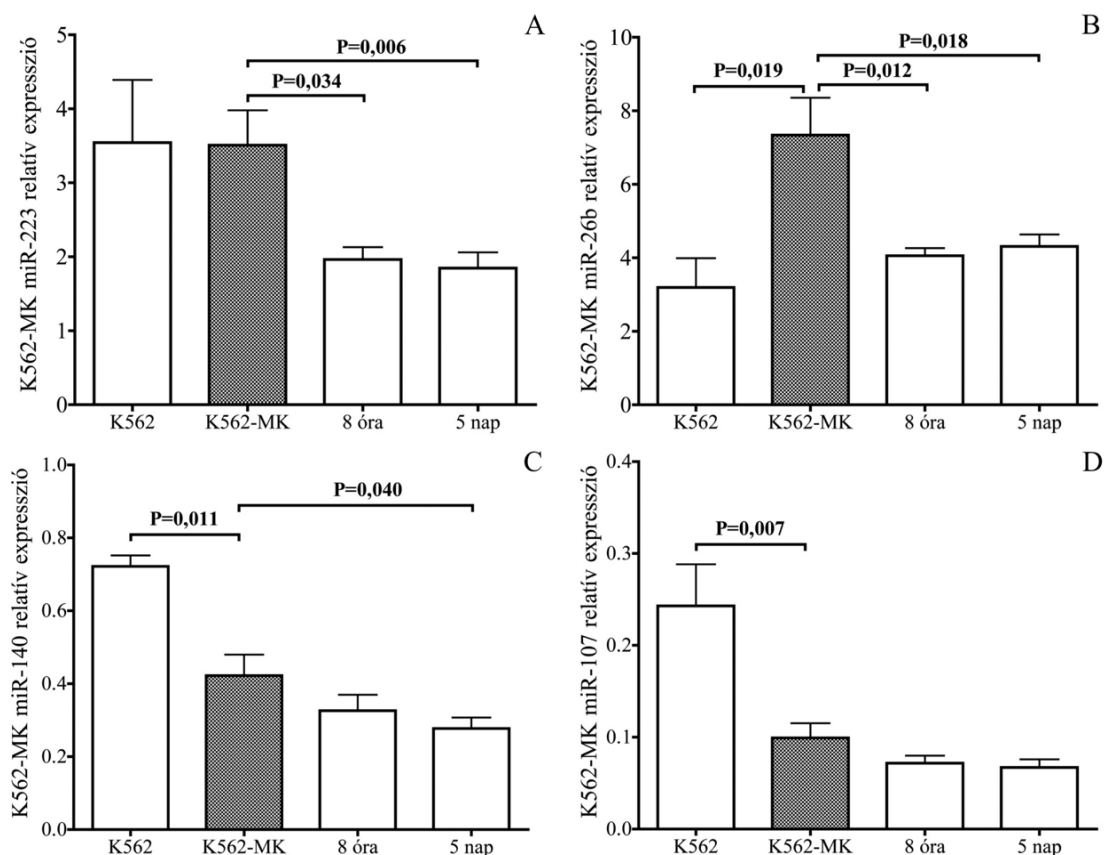 A
K562-MK miR-223 relatív expresszió
5
4
3
2
1
0
P=0,006
P=0,034
K562
K562-MK
8 óra
5 nap
B
K562-MK miR-26b relatív expresszió
10
8
6
4
2
0
P=0,018
P=0,019
P=0,012
K562
K562-MK
8 óra
5 nap
C
K562-MK miR-140 relatív expresszió
1.0
0.8
0.6
0.4
0.2
0.0
P=0,040
P=0,011
K562
K562-MK
8 óra
5 nap
D
K562-MK miR-107 relatív expresszió
0.4
0.3
0.2
0.1
0.0
P=0,007
K562
K562-MK
8 óra
5 nap